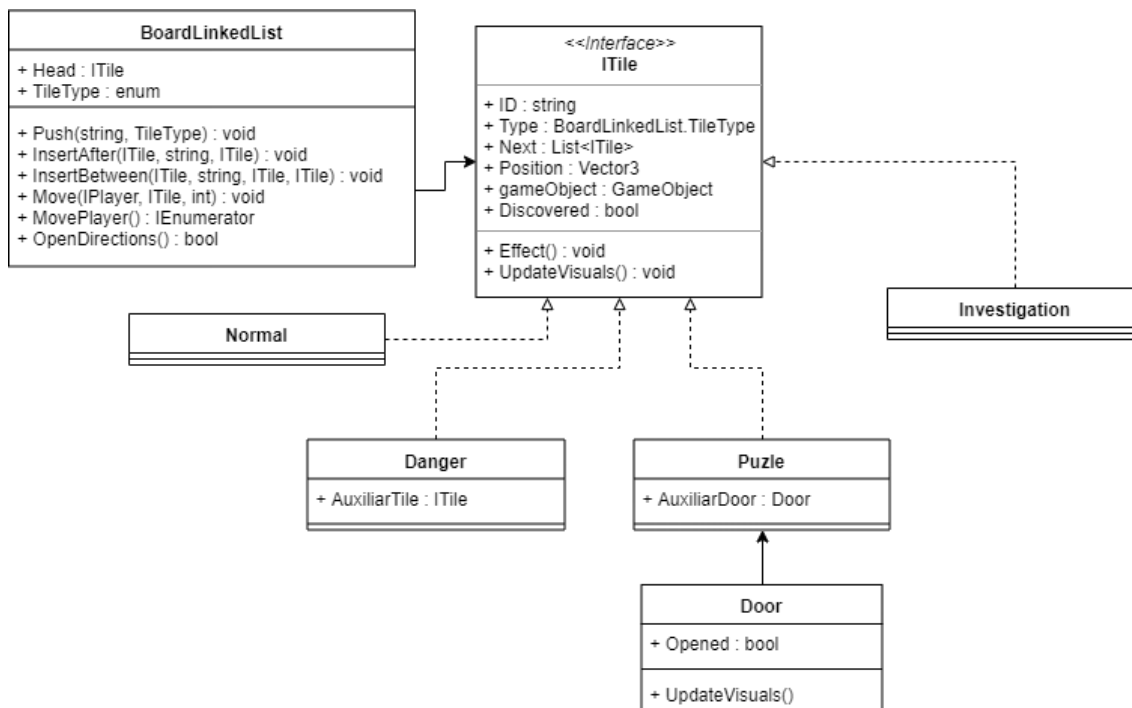 BoardLinkedList
+ Head : ITile
+ TileType : enum
+ Push(string, TileType) : void
+ InsertAfter(ITile, string, ITile) : void
+ InsertBetween(ITile, string, ITile, ITile) : void
+ Move(IPlayer, ITile, int) : void
+ MovePlayer() : IEnumerator
+ OpenDirections() : bool
<<Interface>>
ITile
+ ID : string
+ Type : BoardLinkedList.TileType
+ Next : List<ITile>
+ Position : Vector3
+ gameObject : GameObject
+ Discovered : bool
+ Effect() : void
+ UpdateVisuals() : void
Normal
Investigation
Danger
+ AuxiliarTile : ITile
Puzle
+ AuxiliarDoor : Door
Door
+ Opened : bool
+ UpdateVisuals()